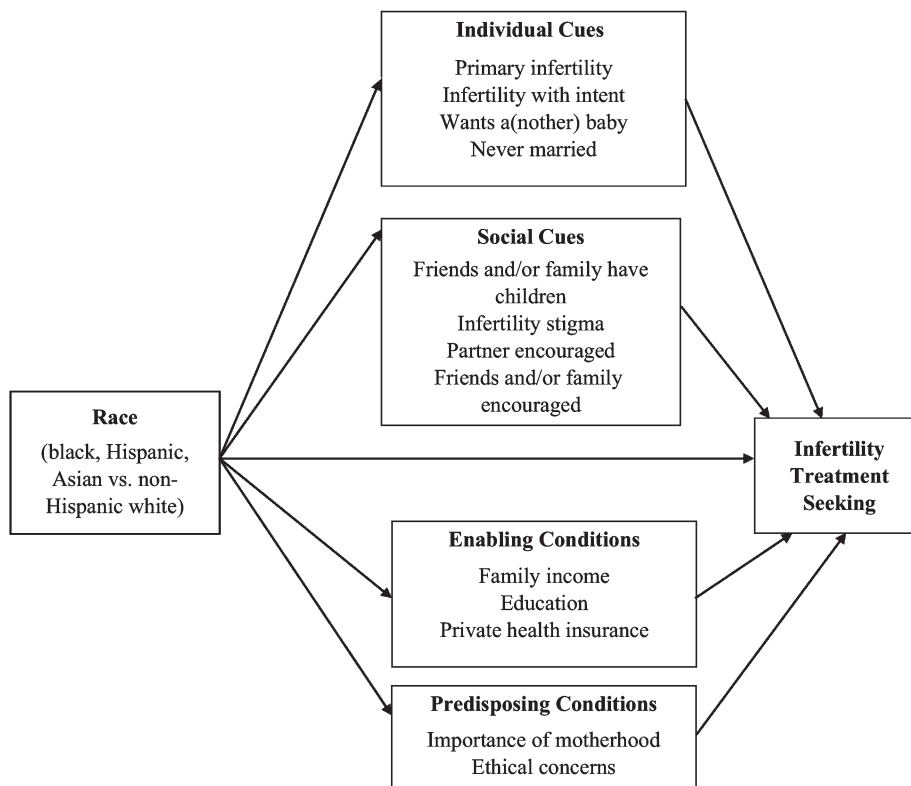 Individual Cues
Primary infertility
Infertility with intent
Wants a(nother) baby
Never married
Social Cues
Friends and/or family have
children
Infertility stigma
Partner encouraged
Friends and/or family
encouraged
Race
(black, Hispanic,
Asian vs. non-
Hispanic white)
Infertility
Treatment
Seeking
Enabling Conditions
Family income
Education
Private health insurance
Predisposing Conditions
Importance of motherhood
Ethical concerns